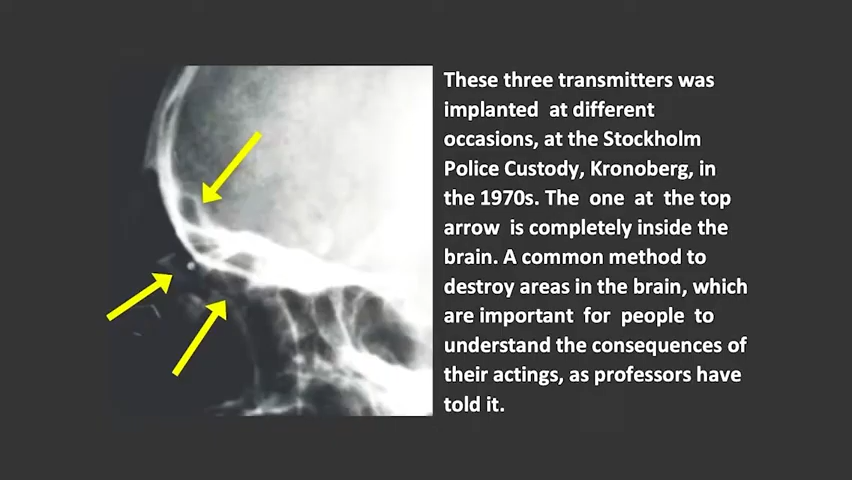 These three transmitters was
implanted at different
occasions, at the Stockholm
Police Custody, Kronoberg, in
the 1970s. The one at the top
arrow is completely inside the
brain. A common method to
destroy areas in the brain, which
are important for people to
understand the consequences of
their actings, as professors have
told it.